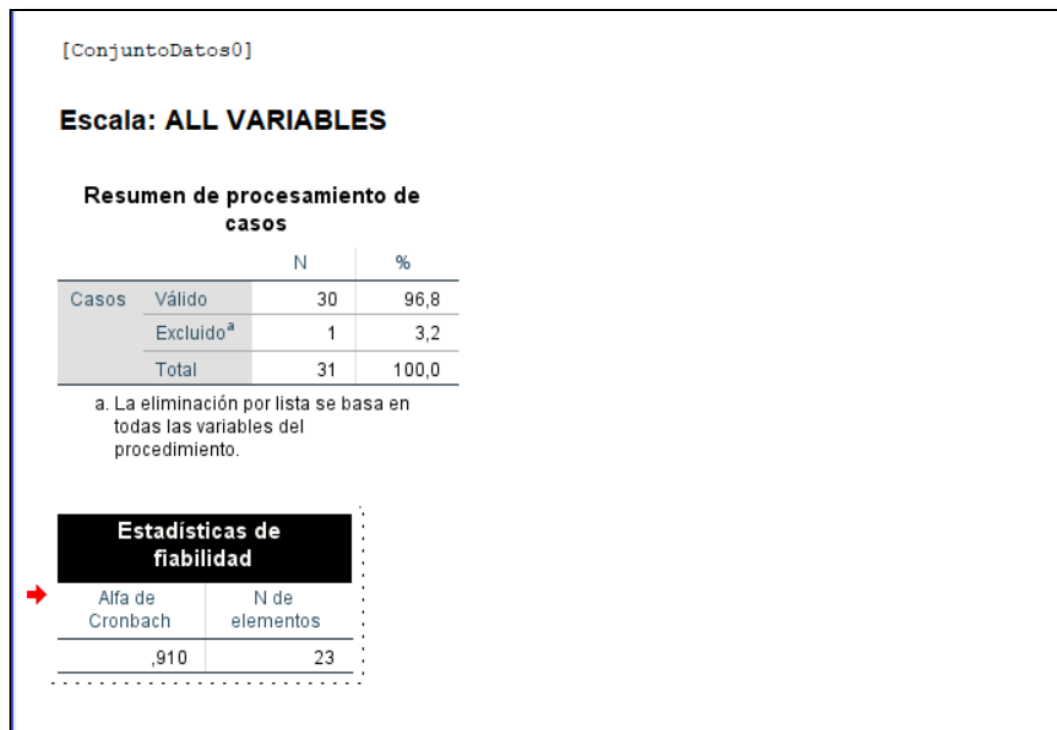 [ConjuntoDatos0]
Escala: ALL VARIABLES
Resumen de procesamiento de
casos
N %
Casos Válido 30 96,8
Excluido^a 1 3,2
Total 31 100,0
a. La eliminación por lista se basa en
todas las variables del
procedimiento.
Estadísticas de
fiabilidad
Alfa de N de
Cronbach elementos
,910 23